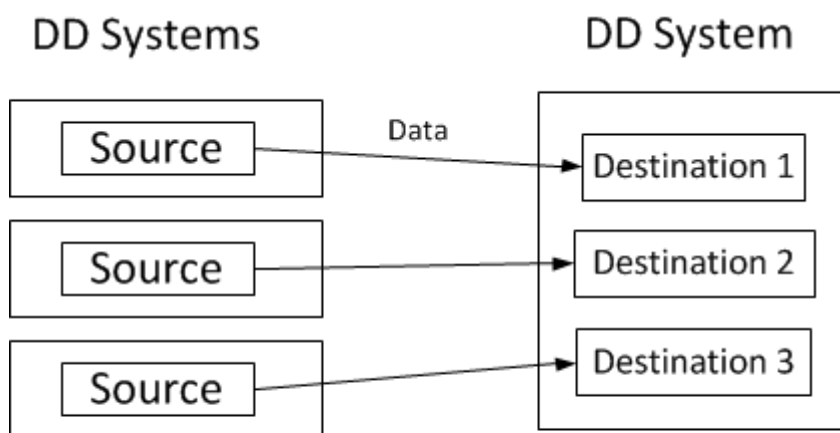 DD Systems
DD System
Source
Data
Destination 1
Source
Destination 2
Source
Destination 3